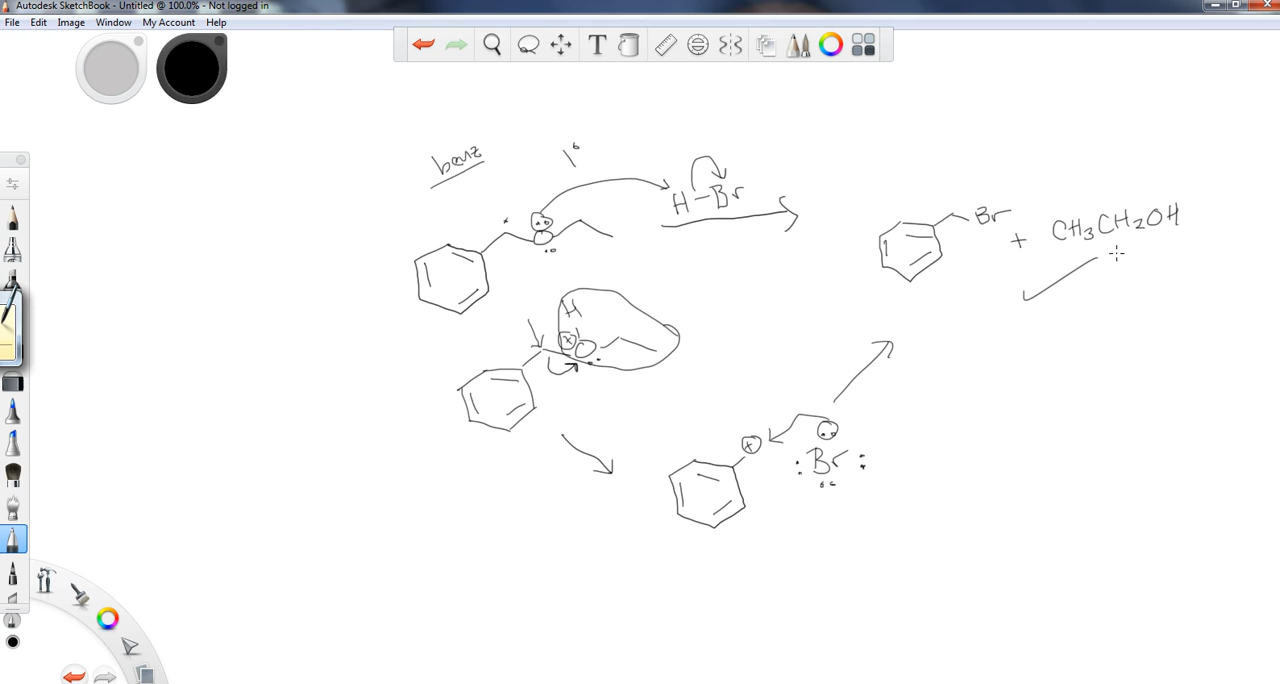 Autodesk SketchBook - Untitled @ 100.0% - Not logged in
File Edit Image Window My Account Help
T
benz 1°
H-Br
O
Br + CH3CH2OH
H
+ O
+
:Br: